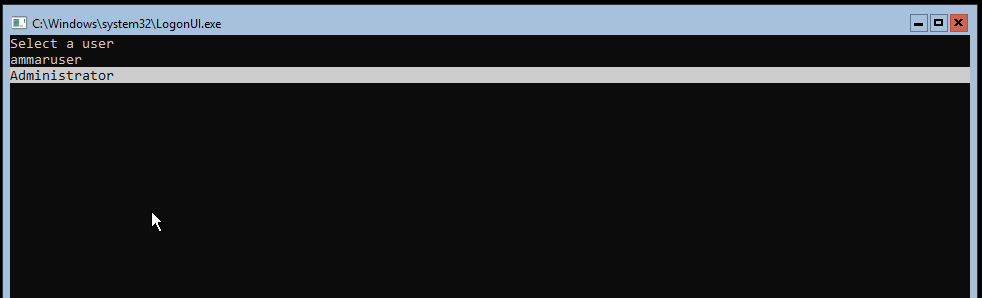 C:\Windows\system32\LogonUI.exe
Select a user
ammaruser
Administrator